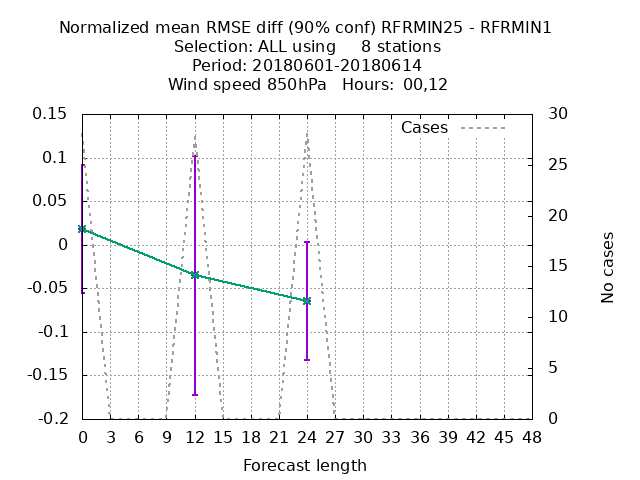 Normalized mean RMSE diff (90% conf) RFRMIN25 - RFRMIN1
Selection: ALL using     8 stations
Period: 20180601-20180614
Wind speed 850hPa   Hours:  00,12
Cases
0.15
0.1
0.05
0
-0.05
-0.1
-0.15
-0.2
30
25
20
15
10
5
0
No cases
0 3 6 9 12 15 18 21 24 27 30 33 36 39 42 45 48
Forecast length